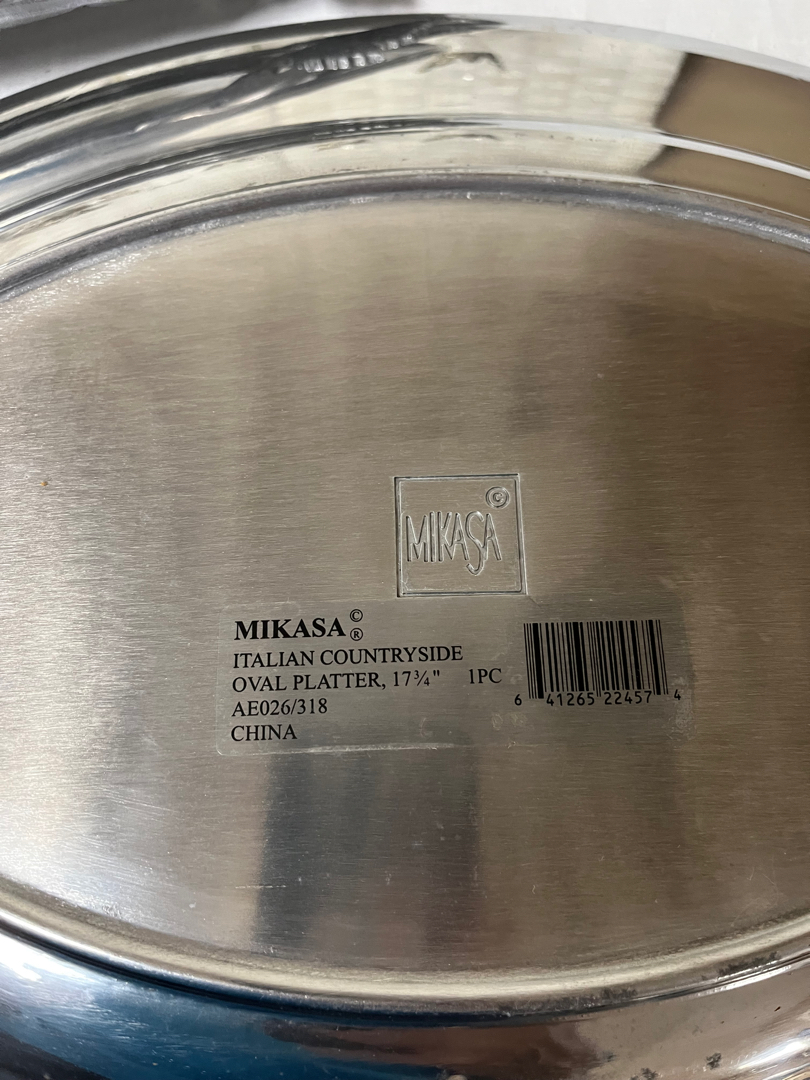 MIKASA ©
MIKASA © ®
ITALIAN COUNTRYSIDE
OVAL PLATTER, 17¾" 1PC
AE026/318
CHINA
6 41265 22457 4